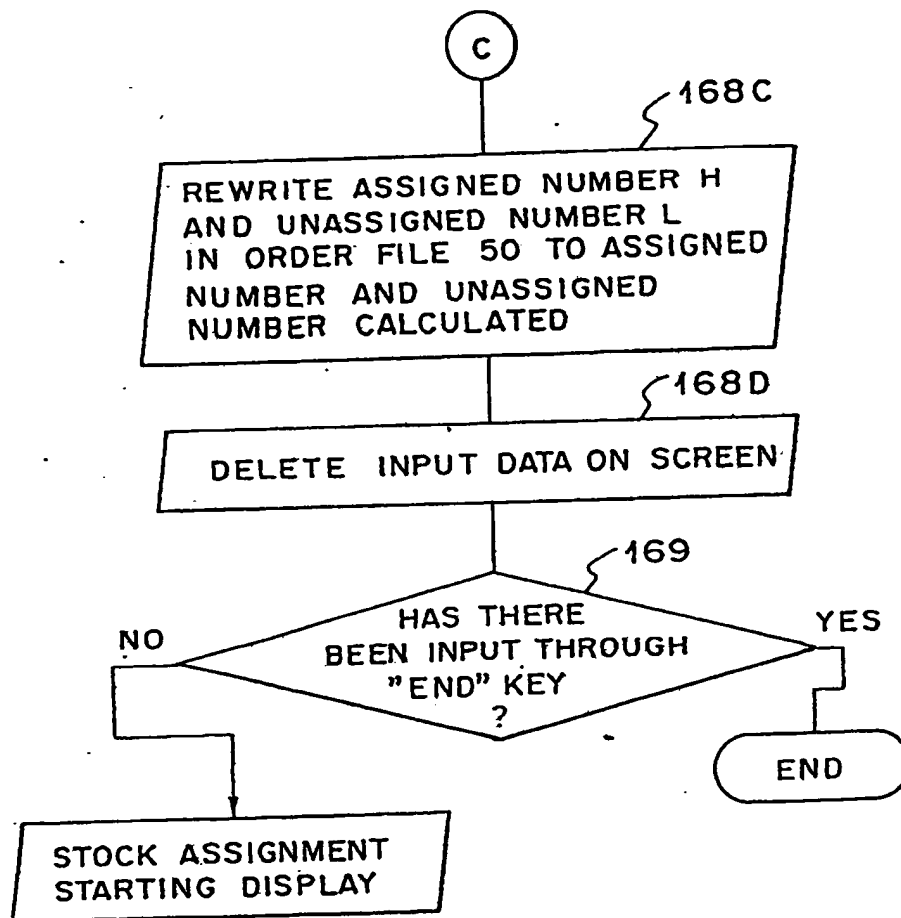 C
168C
REWRITE ASSIGNED NUMBER H
AND UNASSIGNED NUMBER L
IN ORDER FILE 50 TO ASSIGNED
NUMBER AND UNASSIGNED
NUMBER CALCULATED
168D
DELETE INPUT DATA ON SCREEN
169
HAS THERE
BEEN INPUT THROUGH
"END" KEY
?
NO
YES
END
STOCK ASSIGNMENT
STARTING DISPLAY